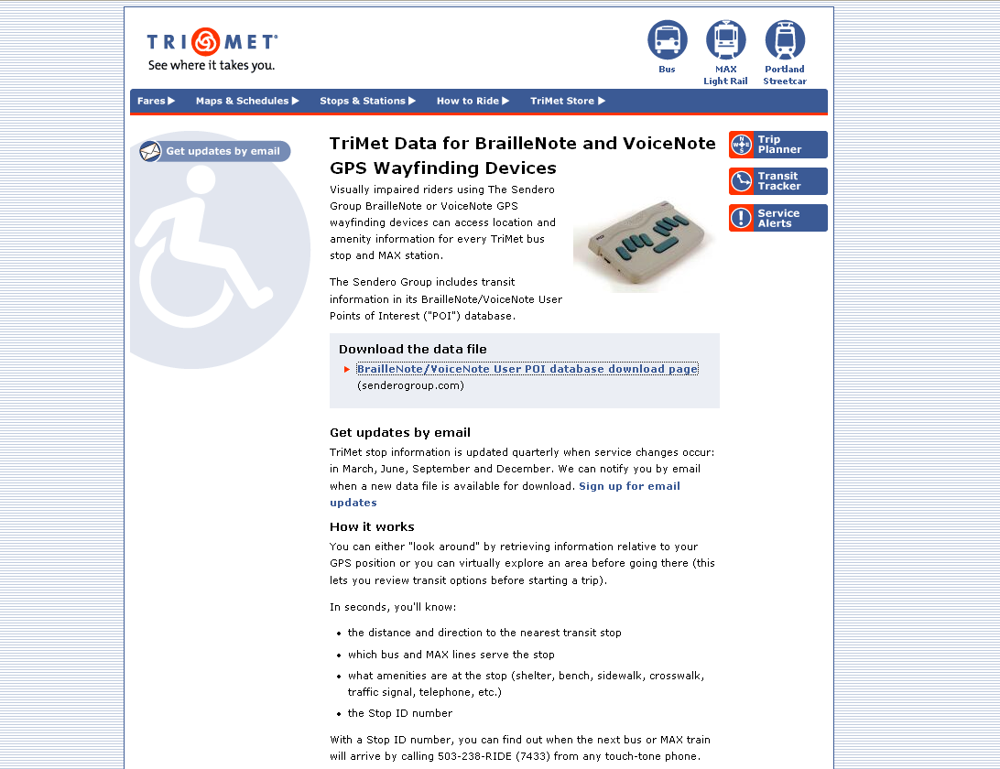 TRI MET®
See where it takes you.
Bus
MAX
Light Rail
Portland
Streetcar
Fares
Maps & Schedules
Stops & Stations
How to Ride
TriMet Store
Get updates by email
TriMet Data for BrailleNote and VoiceNote
GPS Wayfinding Devices
Visually impaired riders using The Sendero
Group BrailleNote or VoiceNote GPS
wayfinding devices can access location and
amenity information for every TriMet bus
stop and MAX station.
The Sendero Group includes transit
information in its BrailleNote/VoiceNote User
Points of Interest ("POI") database.
Download the data file
BrailleNote/VoiceNote User POI database download page
(senderogroup.com)
Get updates by email
TriMet stop information is updated quarterly when service changes occur:
in March, June, September and December. We can notify you by email
when a new data file is available for download. Sign up for email
updates
How it works
You can either "look around" by retrieving information relative to your
GPS position or you can virtually explore an area before going there (this
lets you review transit options before starting a trip).
In seconds, you'll know:
• the distance and direction to the nearest transit stop
• which bus and MAX lines serve the stop
• what amenities are at the stop (shelter, bench, sidewalk, crosswalk,
traffic signal, telephone, etc.)
• the Stop ID number
With a Stop ID number, you can find out when the next bus or MAX train
will arrive by calling 503-238-RIDE (7433) from any touch-tone phone.
N
W E
S
Trip
Planner
Transit
Tracker
Service
Alerts